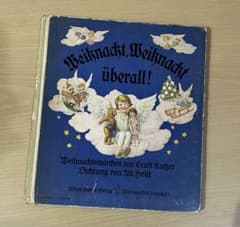 Weihnacht, Weihnacht
überall!
Weihnachtsmärchen von Ernst Kutzer
Dichtung von Ad. Holst